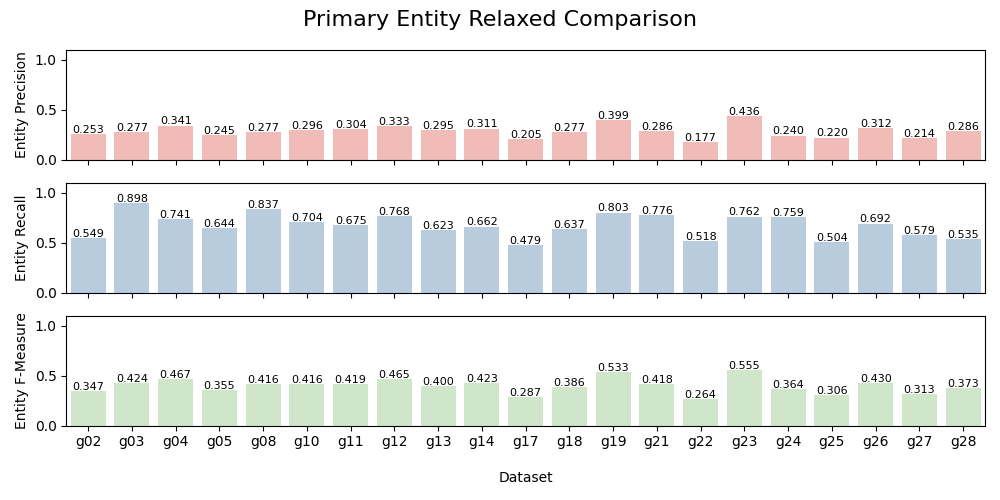 Primary Entity Relaxed Comparison
Entity Precision
1.0
0.5
0.0
0.253 0.277 0.341 0.245 0.277 0.296 0.304 0.333 0.295 0.311 0.205 0.277 0.399 0.286 0.177 0.436 0.240 0.220 0.312 0.214 0.286
Entity Recall
1.0
0.5
0.0
0.549 0.898 0.741 0.644 0.837 0.704 0.675 0.768 0.623 0.662 0.479 0.637 0.803 0.776 0.518 0.762 0.759 0.504 0.692 0.579 0.535
Entity F-Measure
1.0
0.5
0.0
0.347 0.424 0.467 0.355 0.416 0.416 0.419 0.465 0.400 0.423 0.287 0.386 0.533 0.418 0.264 0.555 0.364 0.306 0.430 0.313 0.373
g02 g03 g04 g05 g08 g10 g11 g12 g13 g14 g17 g18 g19 g21 g22 g23 g24 g25 g26 g27 g28
Dataset